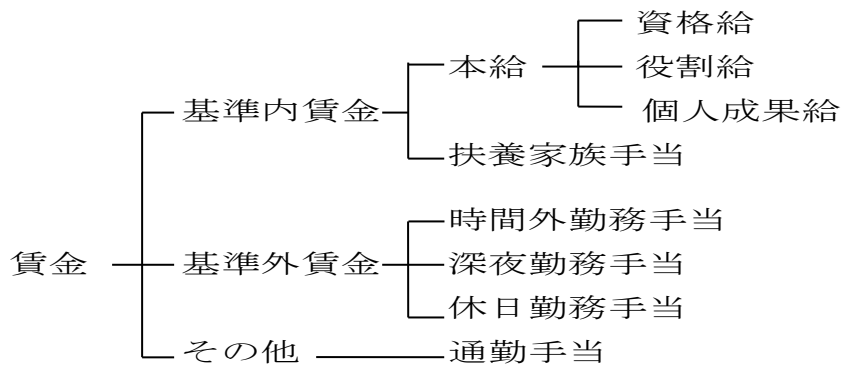 資格給
本給
役割給
基準内賃金
個人成果給
扶養家族手当
時間外勤務手当
賃金
基準外賃金
深夜勤務手当
休日勤務手当
その他
通勤手当